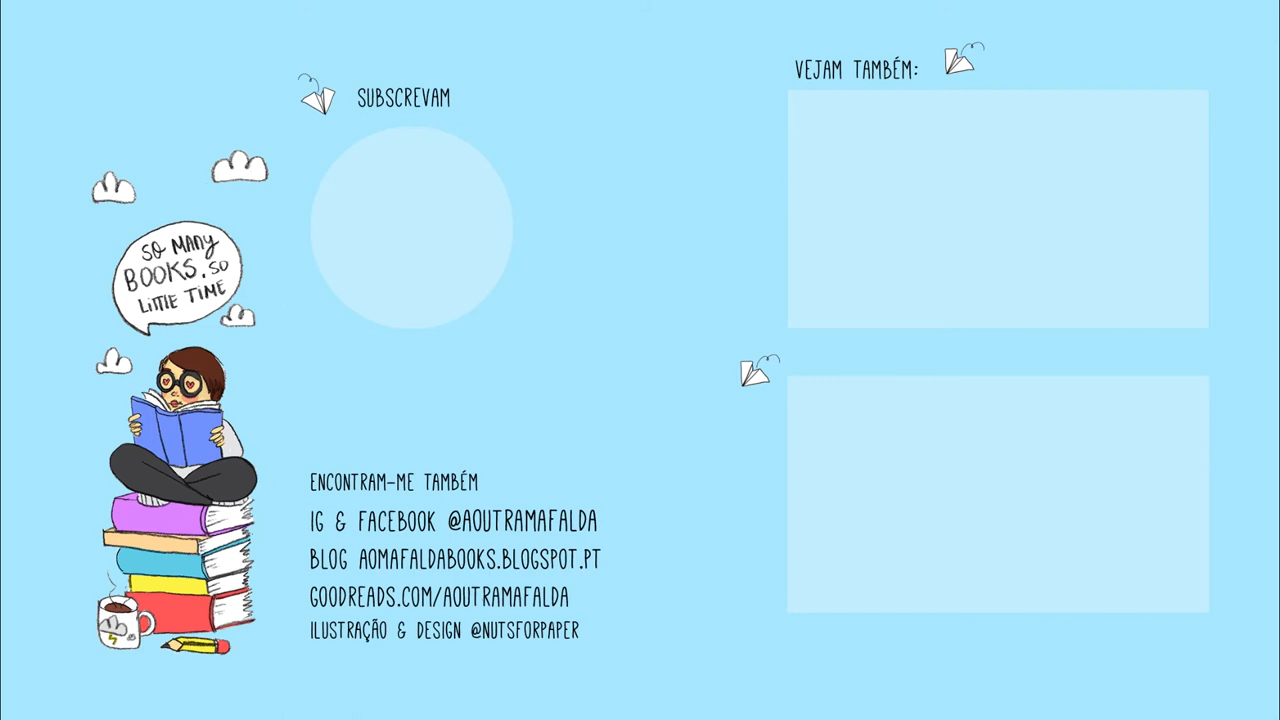 SUBSCREVAM
VEJAM TAMBÉM:
SO MANY
BOOKS, SO
LITTLE TIME
ENCONTRAM-ME TAMBÉM
IG & FACEBOOK @AOUTRAMAFALDA
BLOG AOMAFALDABOOKS.BLOGSPOT.PT
GOODREADS.COM/AOUTRAMAFALDA
ILUSTRAÇÃO & DESIGN @NUTSFORPAPER